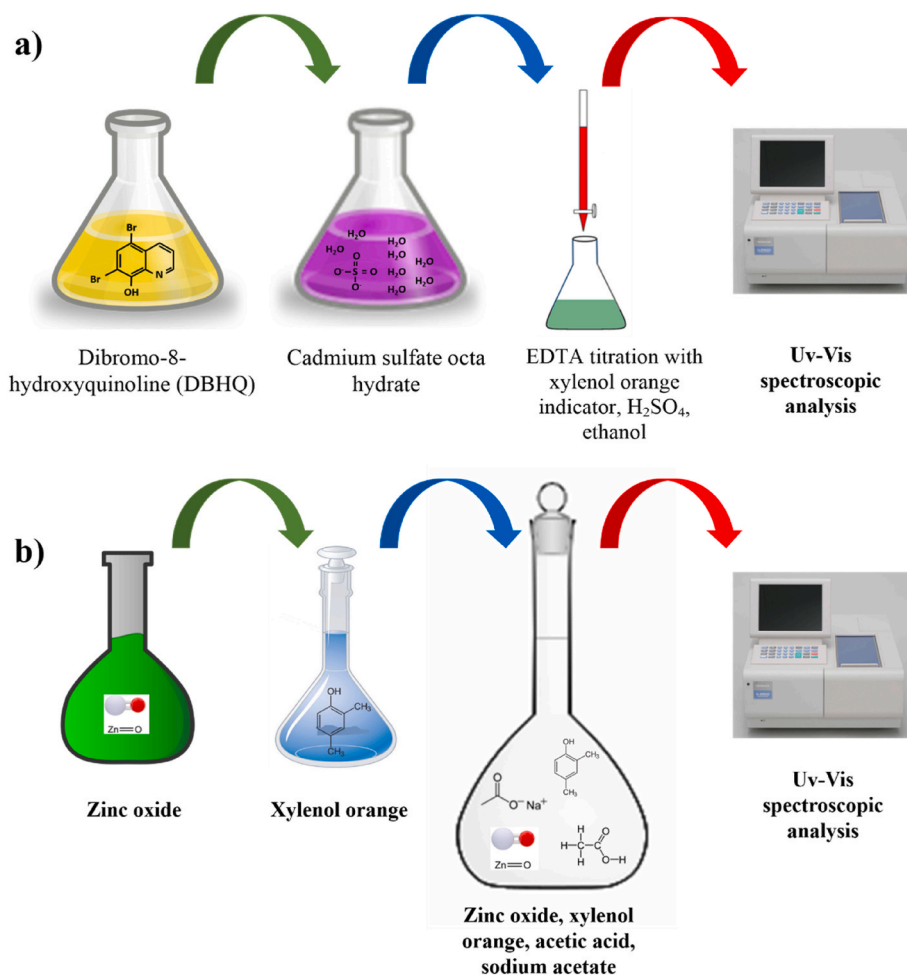 a)
Br
Br
N
OH
H₂O
H₂O
H₂O
H₂O
H₂O
H₂O
H₂O
H₂O
O
O⁻ S O
O⁻
Dibromo-8-
hydroxyquinoline (DBHQ)
Cadmium sulfate octa
hydrate
EDTA titration with
xylenol orange
indicator, H₂SO₄,
ethanol
Uv-Vis
spectroscopic
analysis
b)
Zn=O
Zinc oxide
OH
CH₃
CH₃
Xylenol orange
OH
CH₃
CH₃
O
O⁻ Na⁺
Zn=O
H
H C C
H
O
O H
Zinc oxide, xylenol
orange, acetic acid,
sodium acetate
Uv-Vis
spectroscopic
analysis